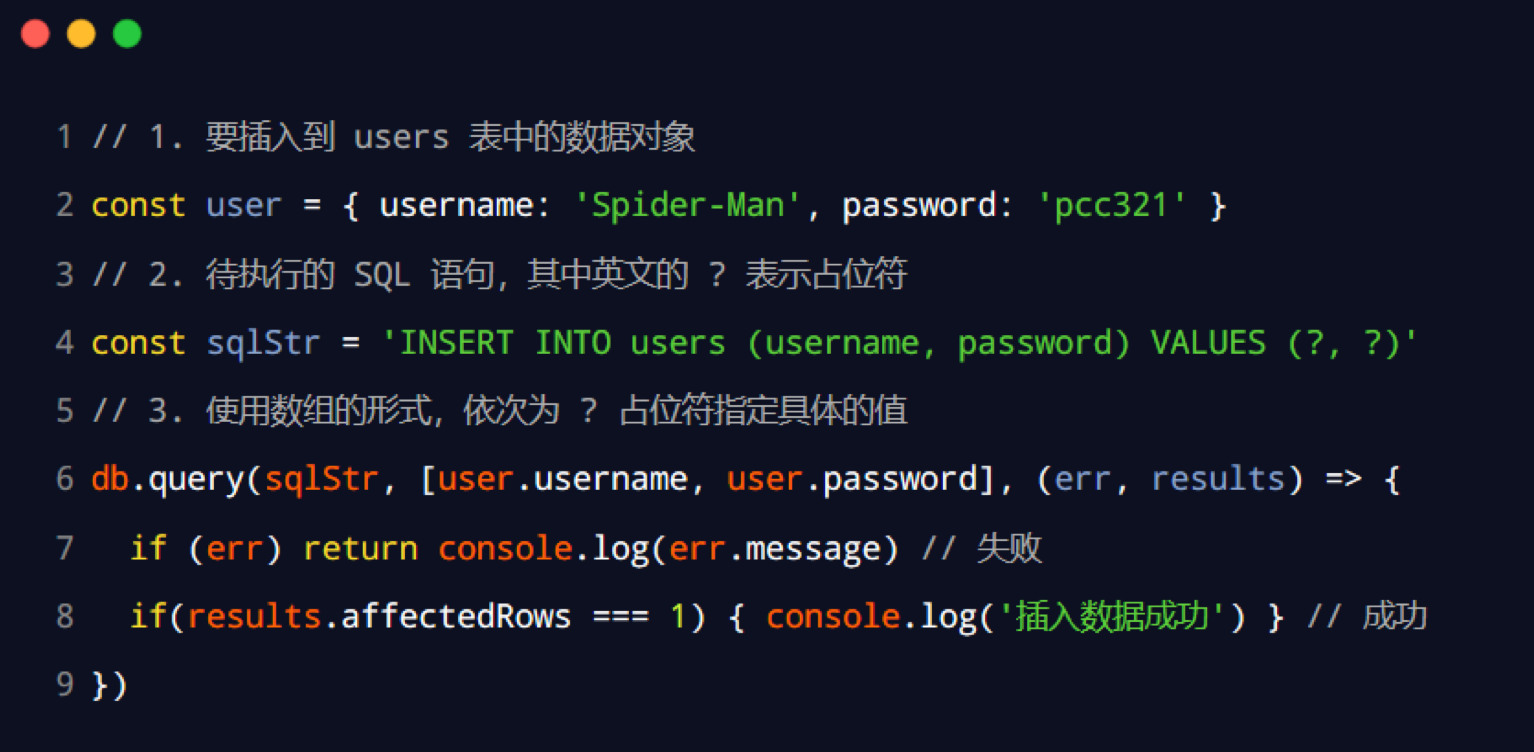 1 // 1. 要插入到 users 表中的数据对象
2 const user = { username: 'Spider-Man', password: 'pcc321' }
3 // 2. 待执行的 SQL 语句，其中英文的 ? 表示占位符
4 const sqlStr = 'INSERT INTO users (username, password) VALUES (?, ?)'
5 // 3. 使用数组的形式，依次为 ? 占位符指定具体的值
6 db.query(sqlStr, [user.username, user.password], (err, results) => {
7   if (err) return console.log(err.message) // 失败
8   if(results.affectedRows === 1) { console.log('插入数据成功') } // 成功
9 })